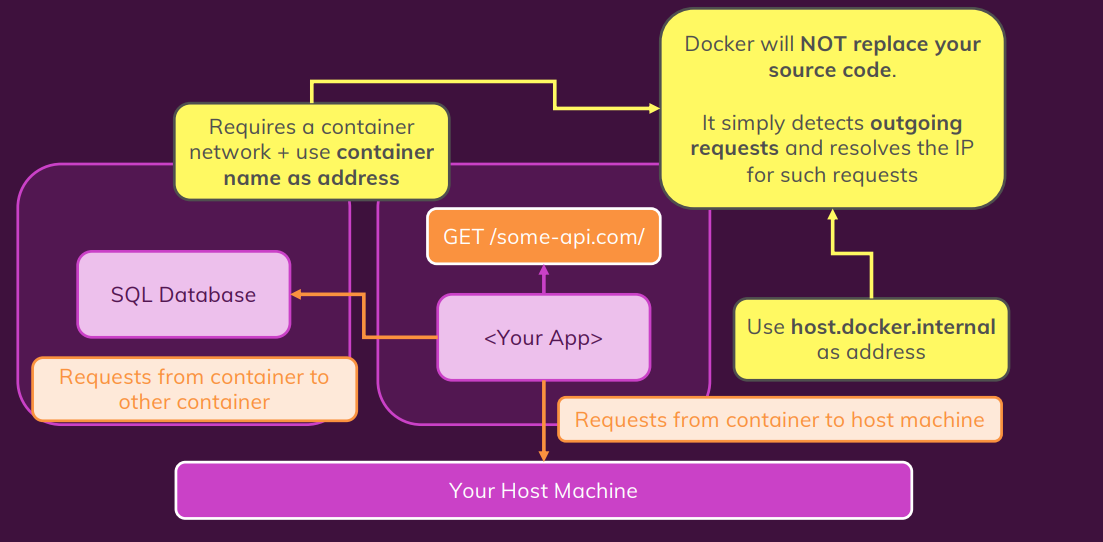 Docker will NOT replace your
source code.
It simply detects outgoing
requests and resolves the IP
for such requests
Requires a container
network + use container
name as address
GET /some-api.com/
SQL Database
<Your App>
Use host.docker.internal
as address
Requests from container to
other container
Requests from container to host machine
Your Host Machine